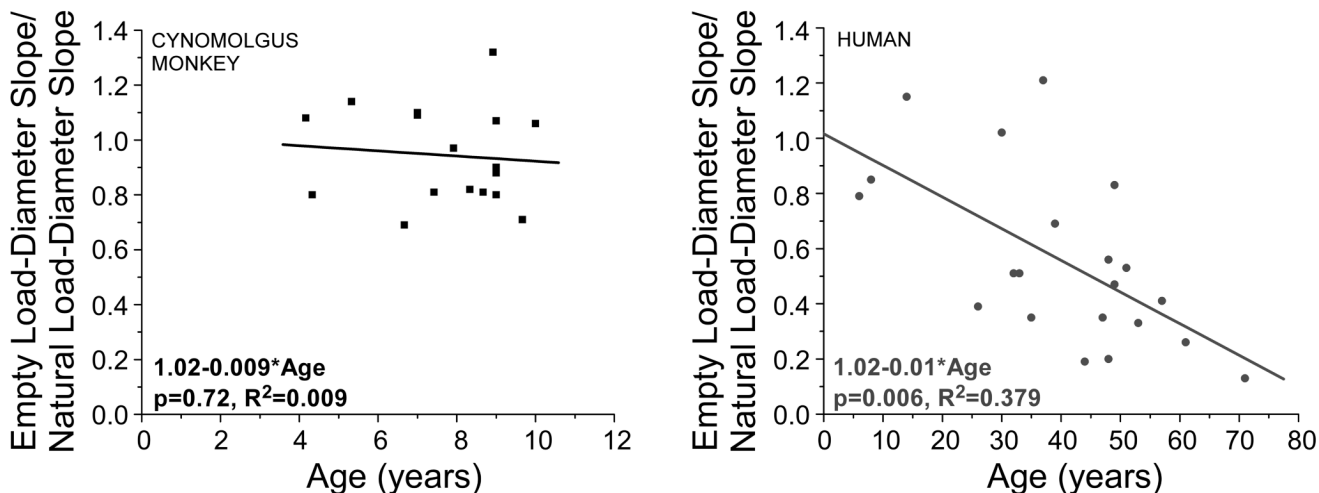 Empty Load-Diameter Slope/
Natural Load-Diameter Slope
1.4
1.2
1.0
0.8
0.6
0.4
0.2
0.0
CYNOMOLGUS
MONKEY
1.02-0.009*Age
p=0.72, R²=0.009
0 2 4 6 8 10 12
Age (years)
Empty Load-Diameter Slope/
Natural Load-Diameter Slope
1.4
1.2
1.0
0.8
0.6
0.4
0.2
0.0
HUMAN
1.02-0.01*Age
p=0.006, R²=0.379
0 10 20 30 40 50 60 70 80
Age (years)